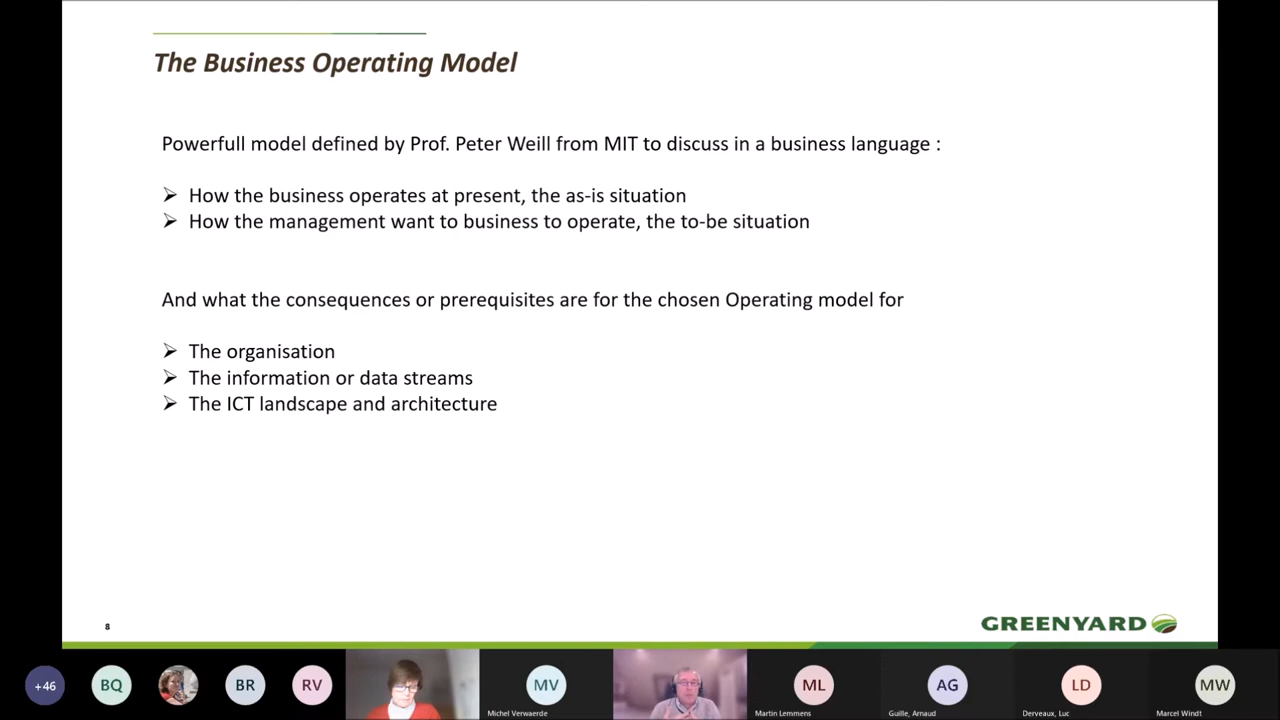 The Business Operating Model
Powerfull model defined by Prof. Peter Weill from MIT to discuss in a business language :
How the business operates at present, the as-is situation
How the management want to business to operate, the to-be situation
And what the consequences or prerequisites are for the chosen Operating model for
The organisation
The information or data streams
The ICT landscape and architecture
8
GREENYARD
+46
BQ
BR
RV
MV
ML
AG
LD
MW
Michel Verwaerde
Martin Lemmens
Guille, Arnaud
Derveaux, Luc
Marcel Windt